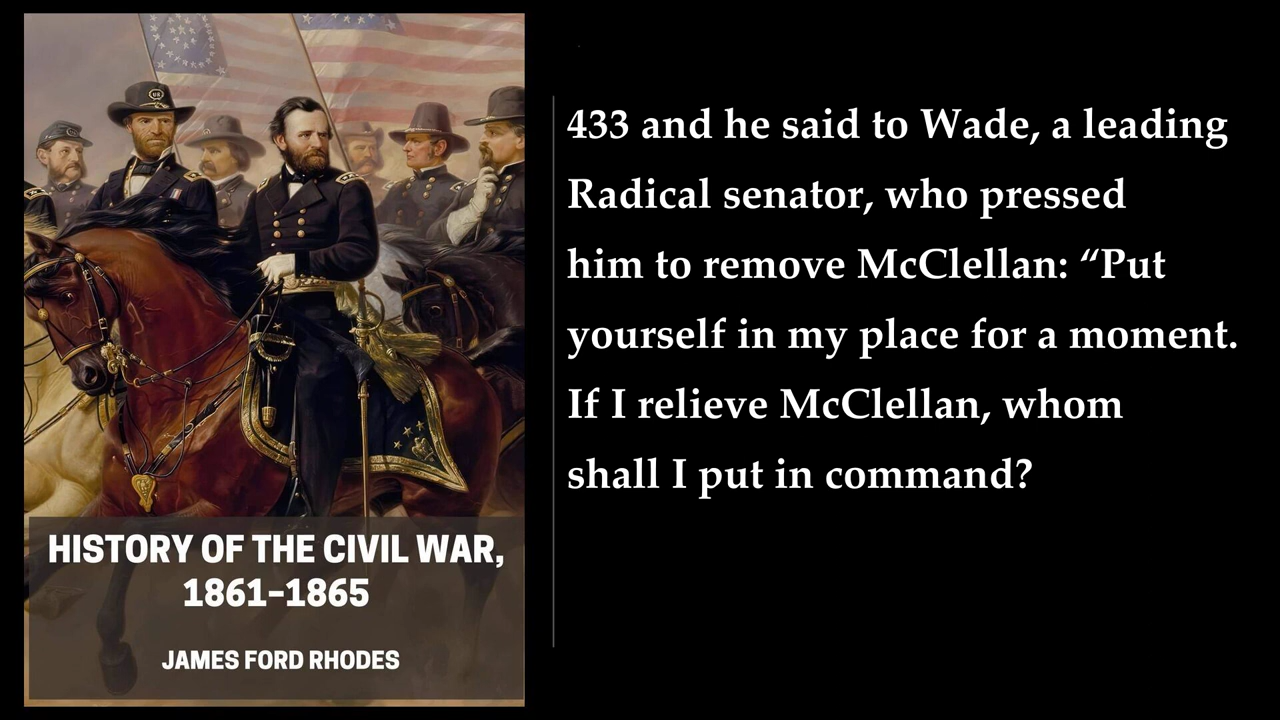 HISTORY OF THE CIVIL WAR,
1861–1865
JAMES FORD RHODES
433 and he said to Wade, a leading
Radical senator, who pressed
him to remove McClellan: “Put
yourself in my place for a moment.
If I relieve McClellan, whom
shall I put in command?